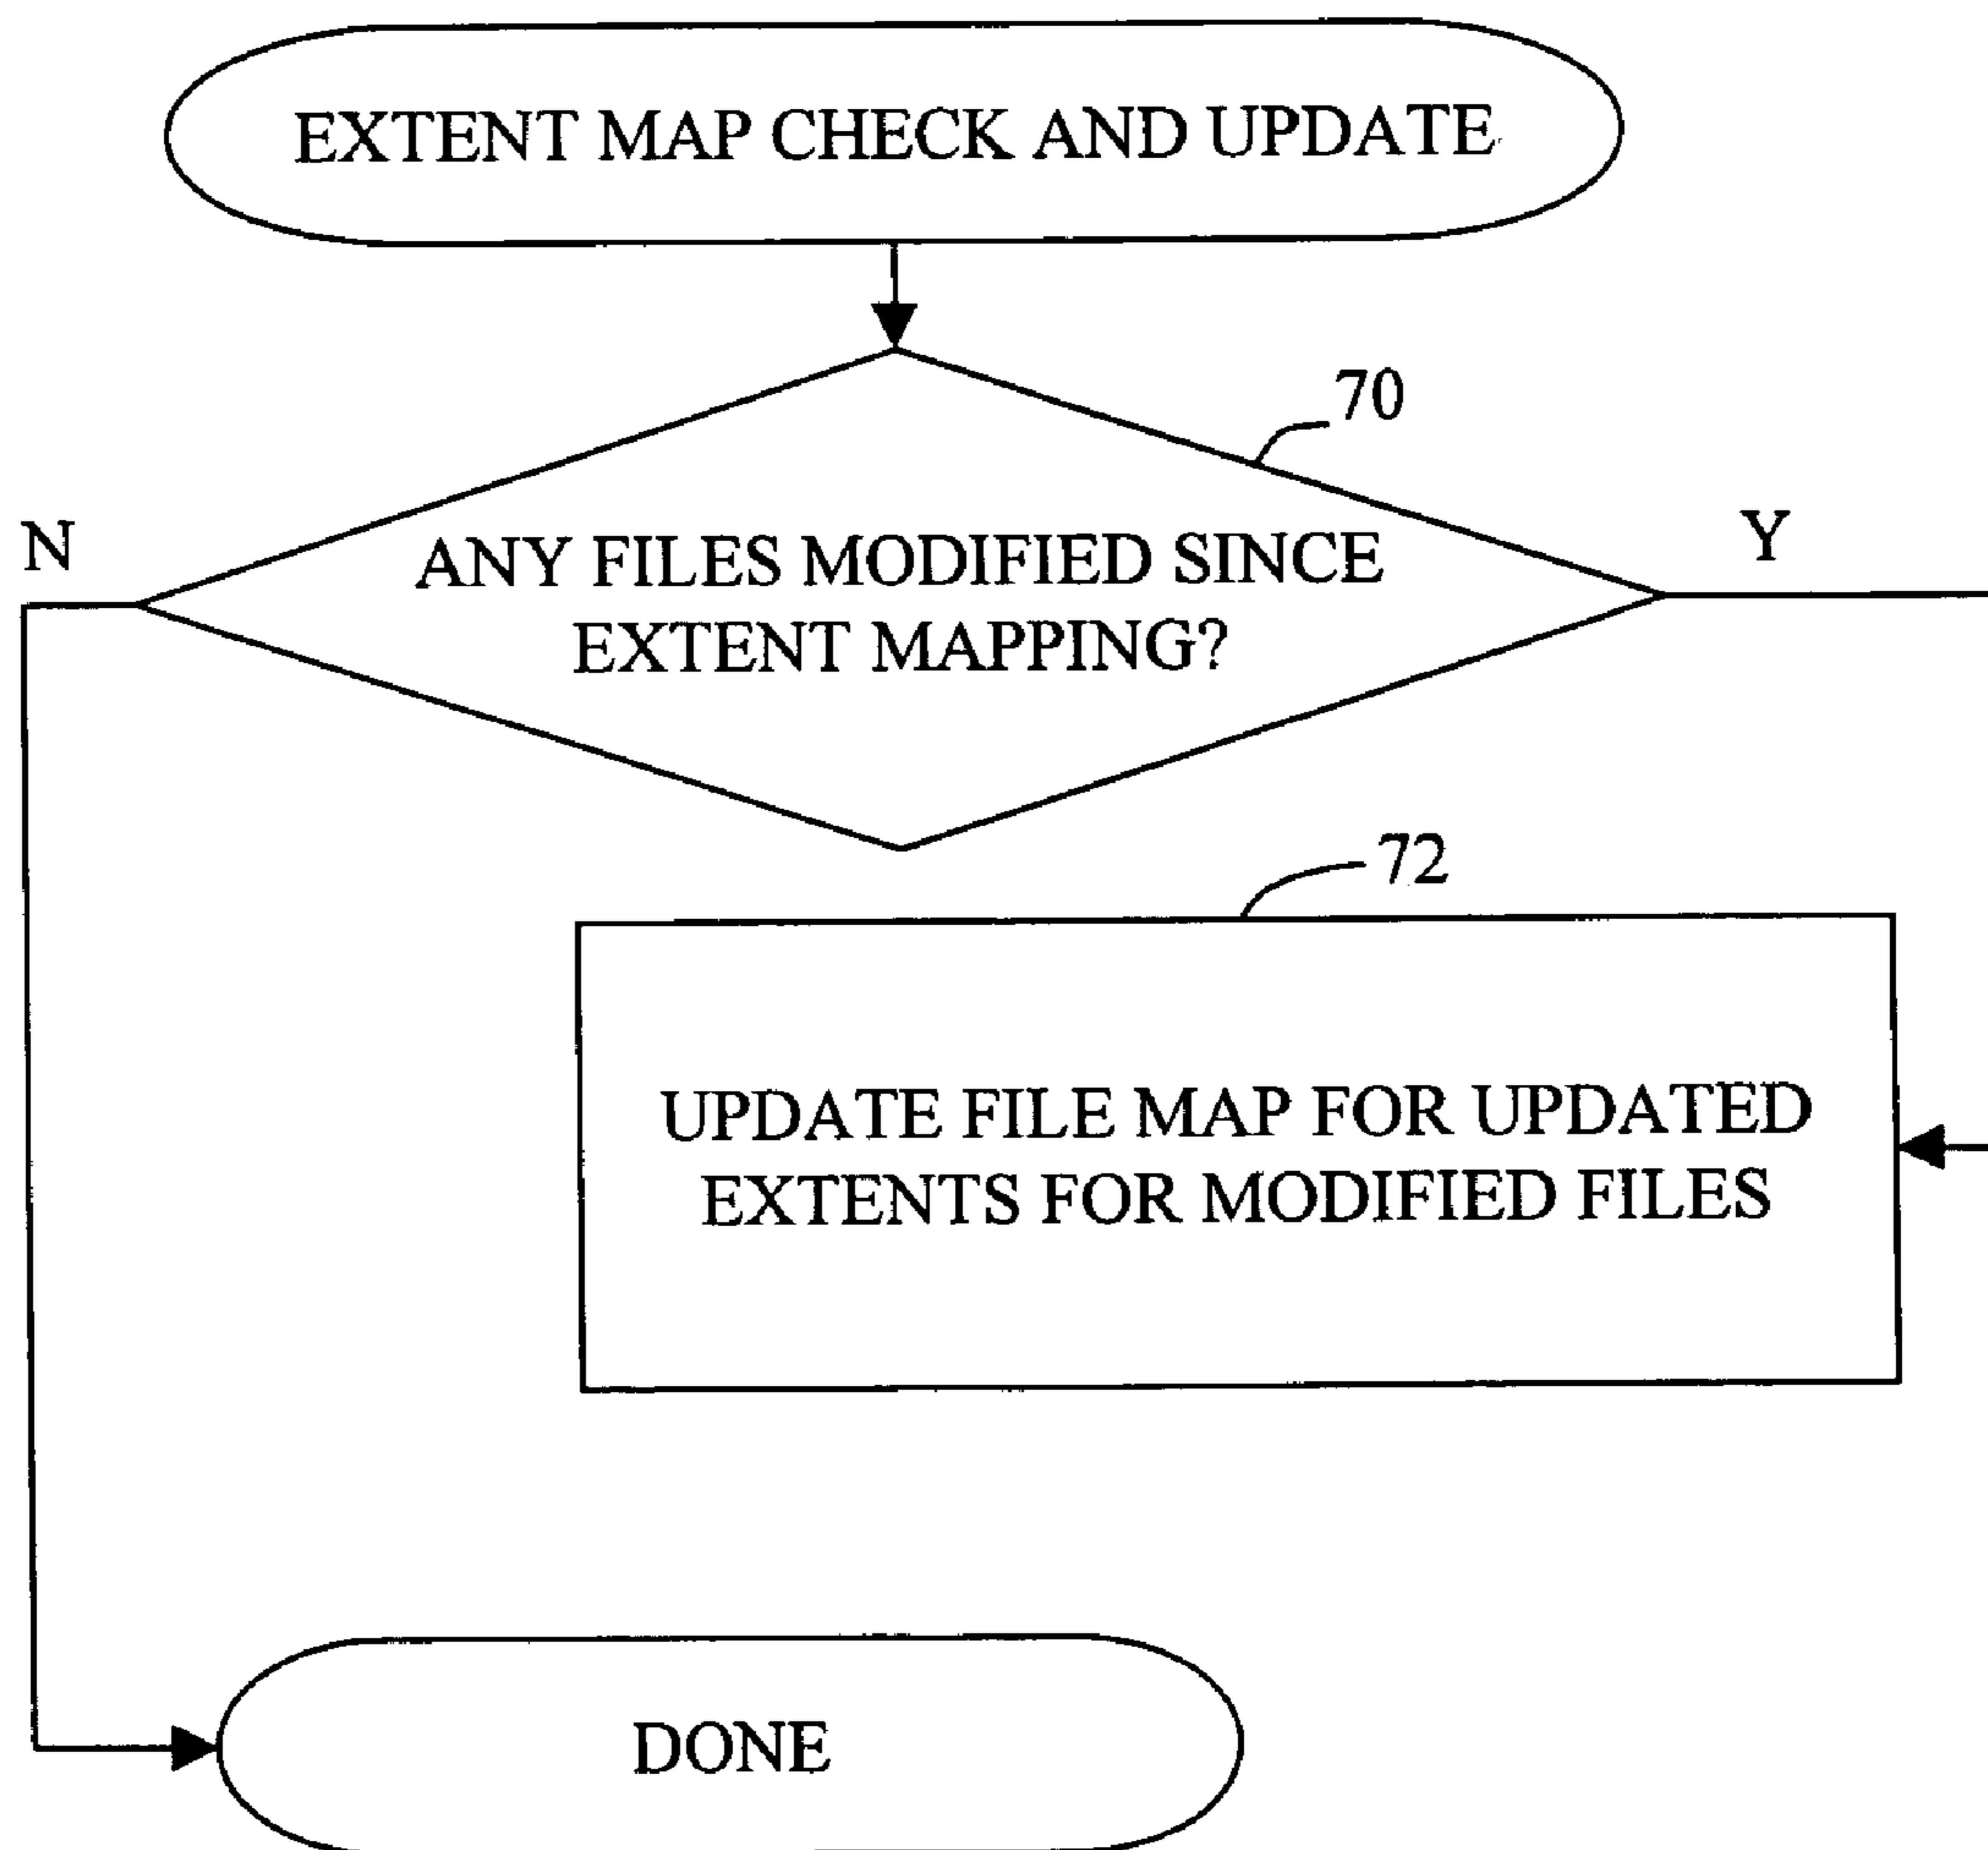 EXTENT MAP CHECK AND UPDATE
70
N
Y
ANY FILES MODIFIED SINCE
EXTENT MAPPING?
72
UPDATE FILE MAP FOR UPDATED
EXTENTS FOR MODIFIED FILES
DONE